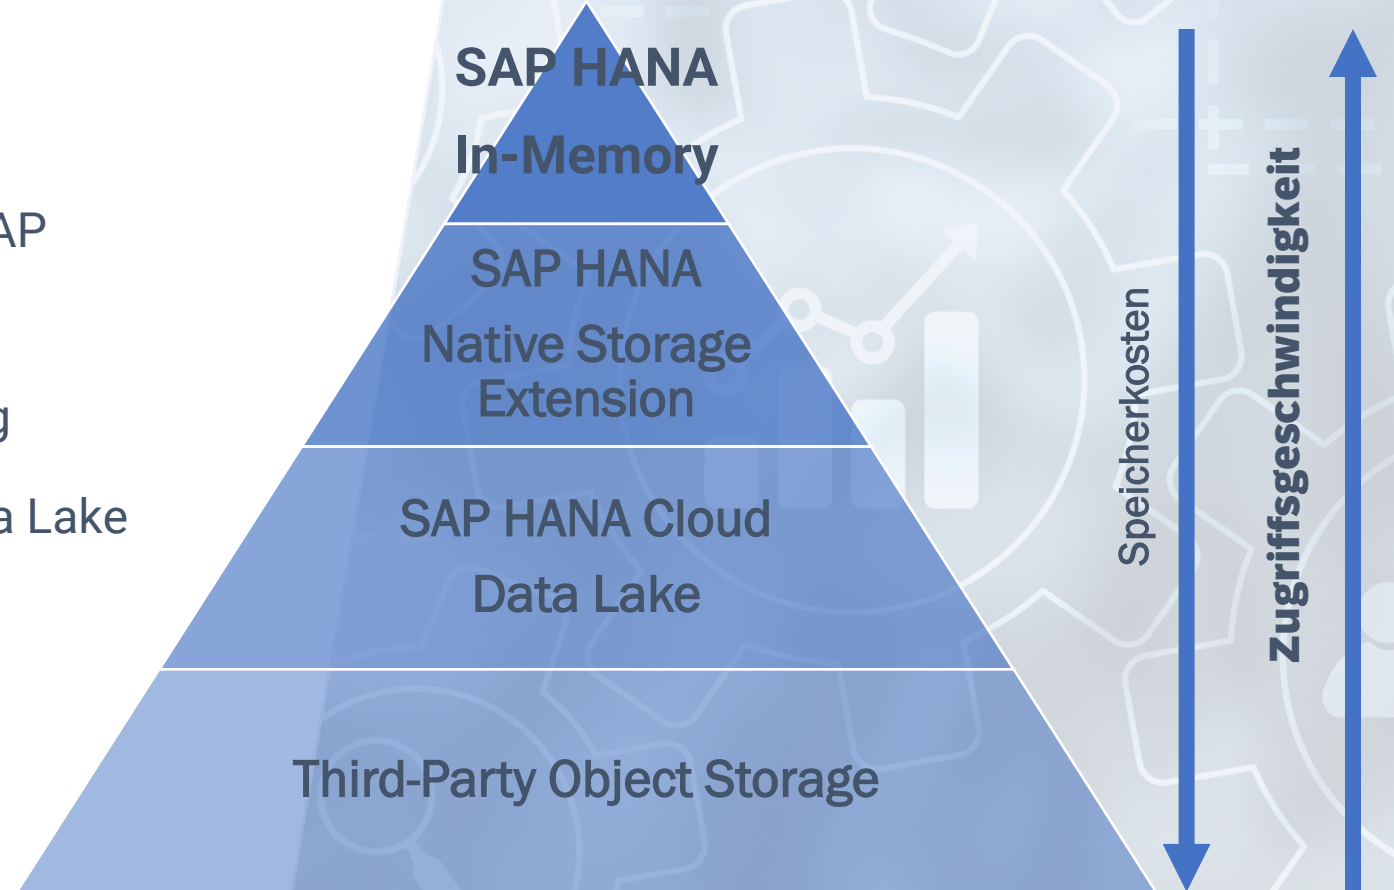 SAP HANA
In-Memory
AP
SAP HANA
Native Storage
Extension
g
a Lake
SAP HANA Cloud
Data Lake
Third-Party Object Storage
Speicherkosten
Zugriffsgeschwindigkeit